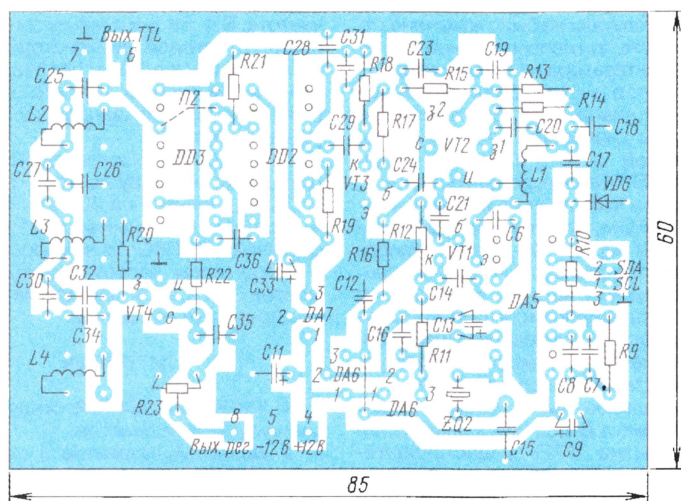 Вых. TTL
7 6
C25
L2
C27
C26
L3
R20
C30
C32
C34
L4
R23
П2
DD3
R21
C28
C31
R18
DD2
C29
к
VT3
R19
C36
R22
C33
з
и
с
VT4
C35
C11
C23
R15
C19
R13
R14
з2
R17
с
VT2
з1
C20
C18
C17
C24
б
и
L1
VD6
э
C21
б
C6
R12
R16
VT1
э
к
R10
C12
C14
DA5
2 SDA
1 SCL
3
3
2 DA7
1
C16
C13
R11
R9
3
2 DA6 2
1 1
DA6
3
ZQ2
C8 C7
C15
C9
8 5 4
Вых. рег. -12В +12В
85
60